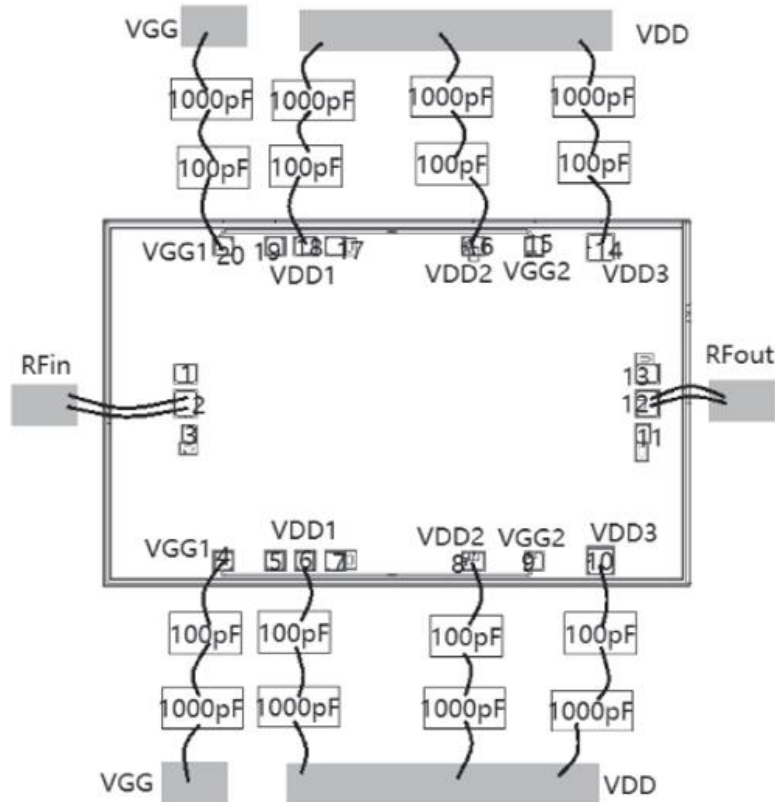 VGG
VDD
1000pF 1000pF 1000pF 1000pF
100pF 100pF 100pF 100pF
VGG1 20 19 18 17 16 15 14
VDD1 VDD2 VGG2 VDD3
RFin 1 13 RFout
2 12
3 11
VDD1 VDD2 VGG2 VDD3
VGG1 4 5 6 7 8 9 10
100pF 100pF 100pF 100pF
1000pF 1000pF 1000pF 1000pF
VGG VDD